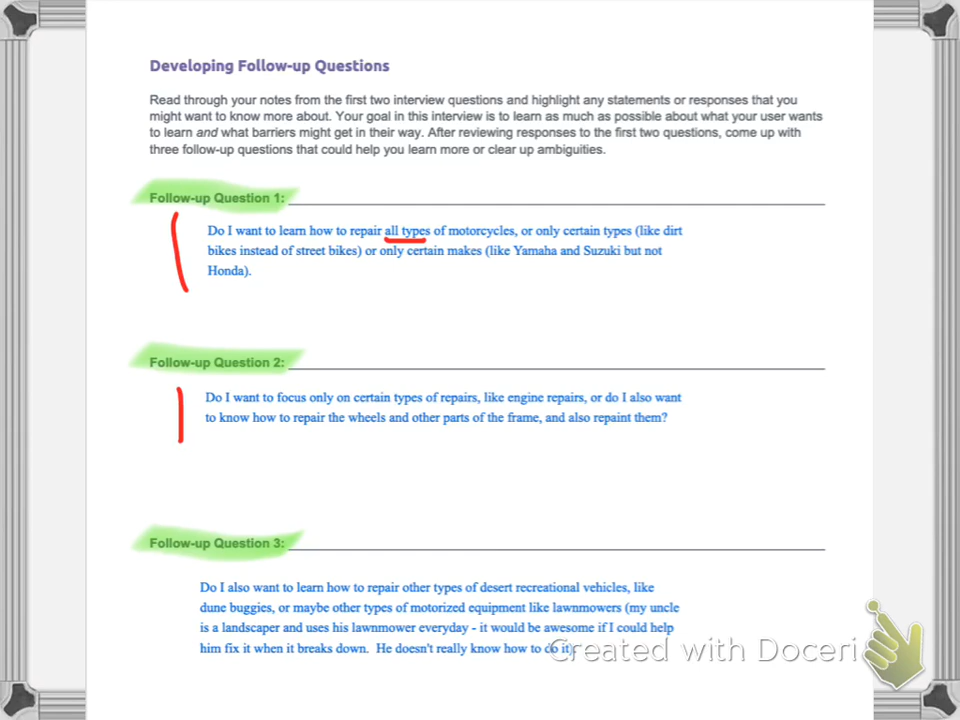 Developing Follow-up Questions
Read through your notes from the first two interview questions and highlight any statements or responses that you
might want to know more about. Your goal in this interview is to learn as much as possible about what your user wants
to learn and what barriers might get in their way. After reviewing responses to the first two questions, come up with
three follow-up questions that could help you learn more or clear up ambiguities.
Follow-up Question 1:
Do I want to learn how to repair all types of motorcycles, or only certain types (like dirt
bikes instead of street bikes) or only certain makes (like Yamaha and Suzuki but not
Honda).
Follow-up Question 2:
Do I want to focus only on certain types of repairs, like engine repairs, or do I also want
to know how to repair the wheels and other parts of the frame, and also repaint them?
Follow-up Question 3:
Do I also want to learn how to repair other types of desert recreational vehicles, like
dune buggies, or maybe other types of motorized equipment like lawnmowers (my uncle
is a landscaper and uses his lawnmower everyday - it would be awesome if I could help
him fix it when it breaks down. He doesn't really know how to do it).
Created with Doceri